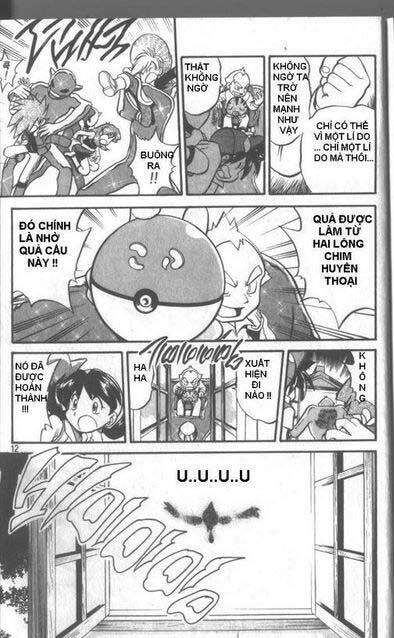 BUÔNG
RA
!!
THẬT
KHÔNG
NGỜ
KHÔNG
NGỜ TA
TRỞ
NÊN
MẠNH
NHƯ
VẬY
CHỈ CÓ THỂ
VÌ MỘT LÍ DO
... CHỈ MỘT LÍ
DO MÀ THÔI...
ĐÓ CHÍNH
LÀ NHỜ
QUẢ CẦU
NÀY !!
QUẢ ĐƯỢC
LÀM TỪ
HAI LÔNG
CHIM
HUYỀN
THOẠI
NÓ ĐÃ
ĐƯỢC
HOÀN
THÀNH
!!!
HA
HA
XUẤT
HIỆN
ĐI
NÀO !!
KHÔNG
12
U..U..U..U